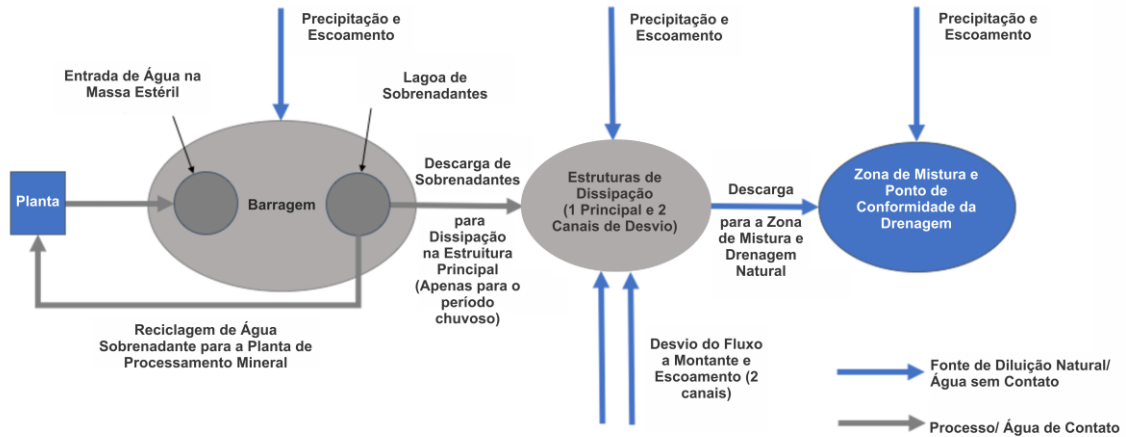 Precipitação e
Escoamento
Precipitação e
Escoamento
Precipitação e
Escoamento
Entrada de Água na
Massa Estéril
Lagoa de
Sobrenadantes
Planta
Barragem
Descarga de
Sobrenadantes
para
Dissipação
na Estruitura
Principal
(Apenas para o
período
chuvoso)
Estruturas de
Dissipação
(1 Principal e 2
Canais de Desvio)
Descarga
para a Zona
de Mistura e
Drenagem
Natural
Zona de Mistura e
Ponto de
Conformidade da
Drenagem
Reciclagem de Água
Sobrenadante para a Planta de
Processamento Mineral
Desvio do Fluxo
a Montante e
Escoamento (2
canais)
Fonte de Diluição Natural/
Água sem Contato
Processo/ Água de Contato